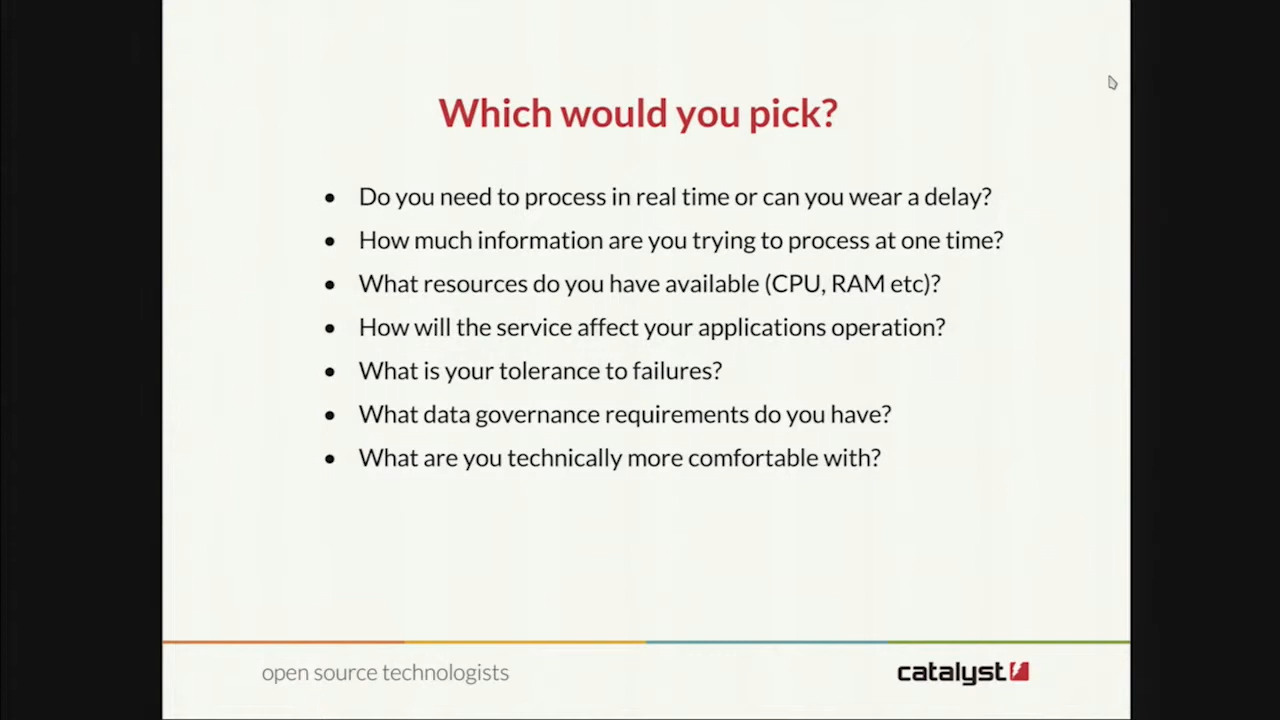 Which would you pick?
• Do you need to process in real time or can you wear a delay?
• How much information are you trying to process at one time?
• What resources do you have available (CPU, RAM etc)?
• How will the service affect your applications operation?
• What is your tolerance to failures?
• What data governance requirements do you have?
• What are you technically more comfortable with?
open source technologists
catalyst